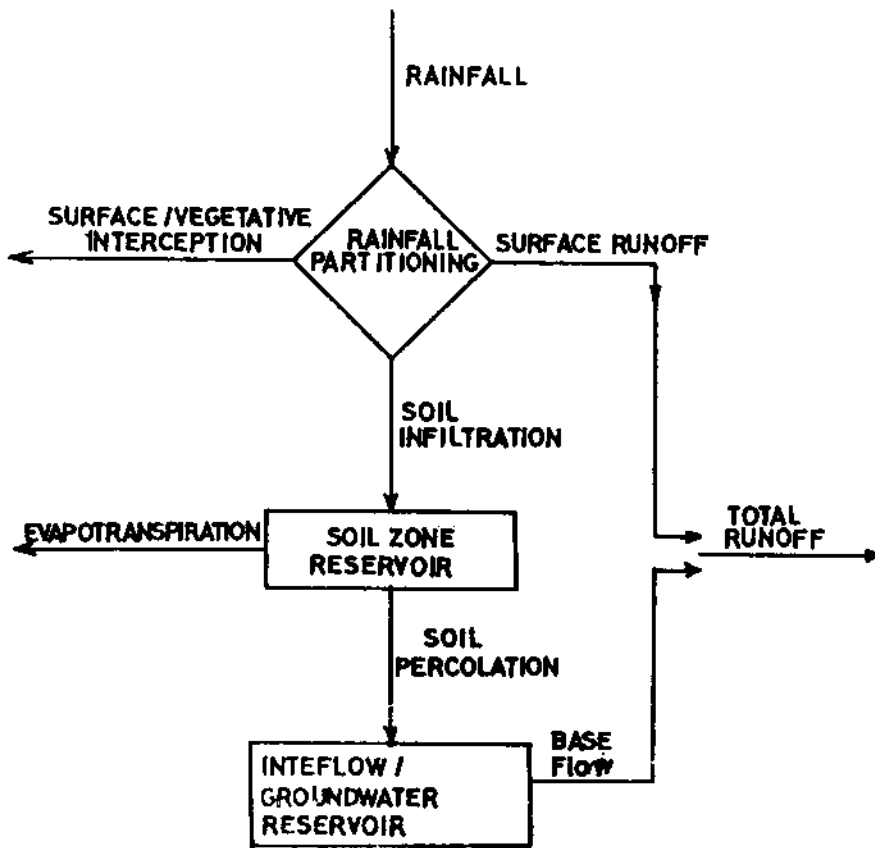 RAINFALL
SURFACE/VEGETATIVE
INTERCEPTION
RAINFALL
PARTITIONING
SURFACE RUNOFF
SOIL
INFILTRATION
EVAPOTRANSPIRATION
SOIL ZONE
RESERVOIR
TOTAL
RUNOFF
SOIL
PERCOLATION
INTEFLOW /
GROUNDWATER
RESERVOIR
BASE
Flow